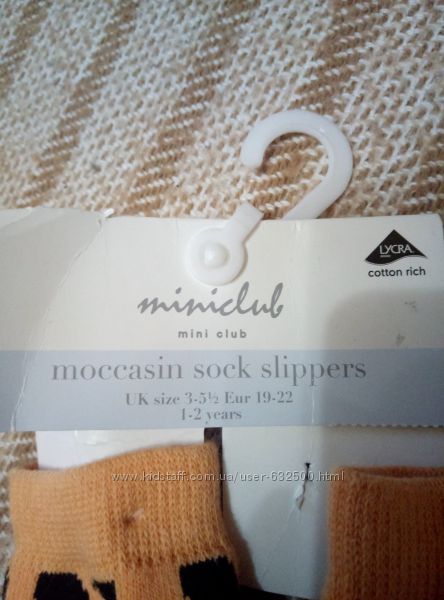 LYCRA
cotton rich
miniclub
mini club
moccasin sock slippers
UK size 3-5½ Eur 19-22
1-2 years
www.kidstaff.com.ua/user-632500.html